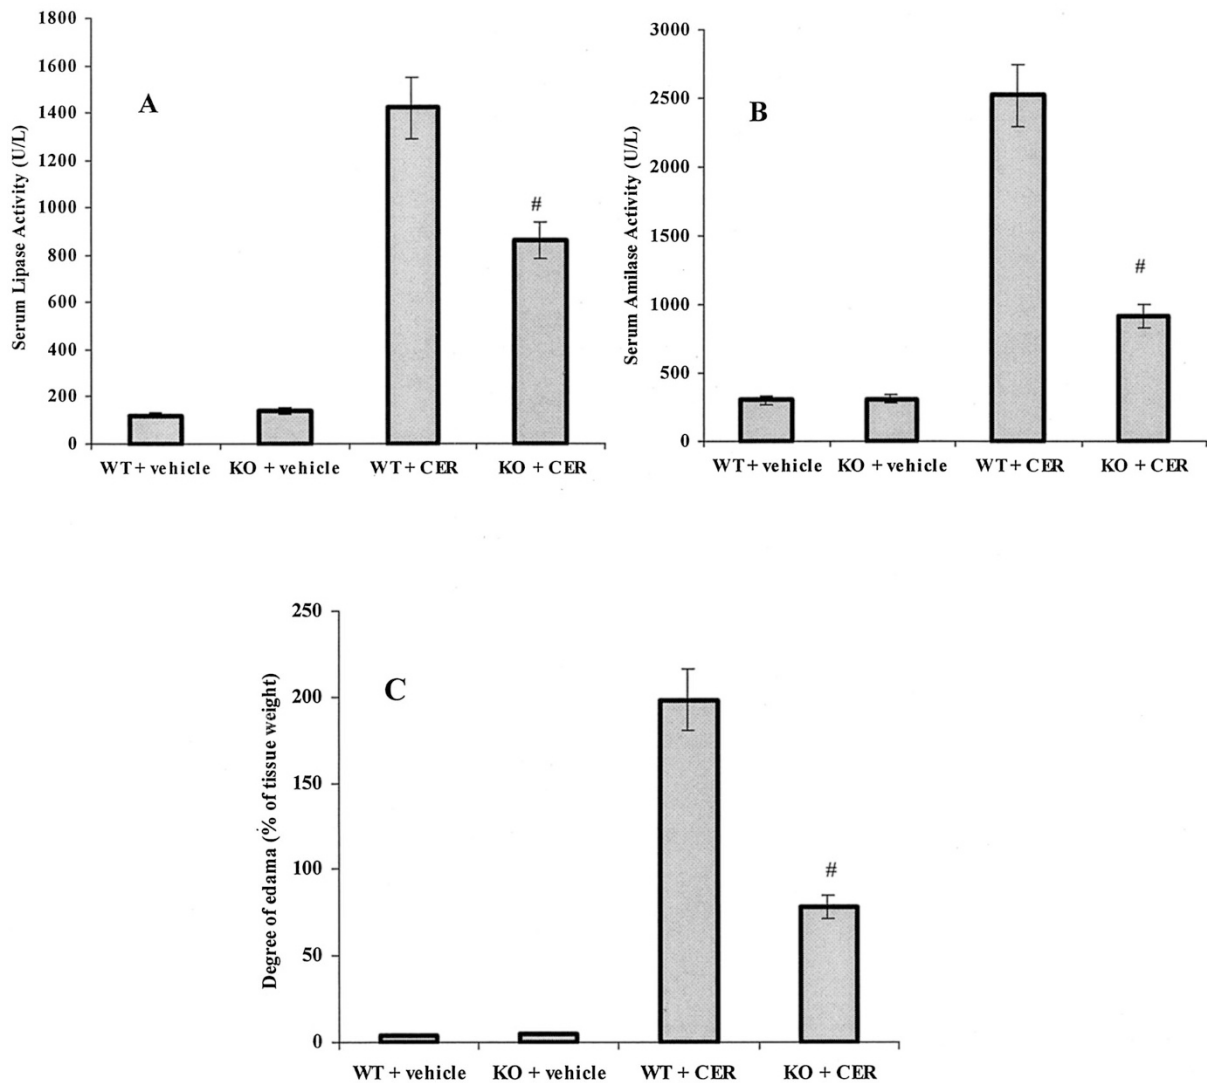 1800
1600
1400
1200
1000
800
600
400
200
0
Serum Lipase Activity (U/L)
A
#
WT + vehicle KO + vehicle WT + CER KO + CER
3000
2500
2000
1500
1000
500
0
Serum Amilase Activity (U/L)
B
#
WT + vehicle KO + vehicle WT + CER KO + CER
250
200
150
100
50
0
Degree of edama (% of tissue weight)
C
#
WT + vehicle KO + vehicle WT + CER KO + CER